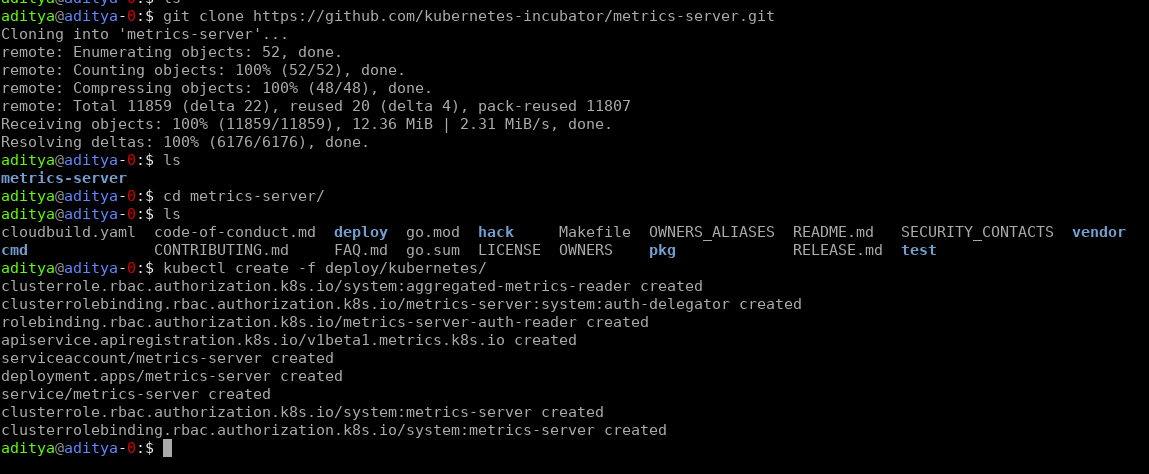 aditya@aditya-0:$ ls
aditya@aditya-0:$ git clone https://github.com/kubernetes-incubator/metrics-server.git
Cloning into 'metrics-server'...
remote: Enumerating objects: 52, done.
remote: Counting objects: 100% (52/52), done.
remote: Compressing objects: 100% (48/48), done.
remote: Total 11859 (delta 22), reused 20 (delta 4), pack-reused 11807
Receiving objects: 100% (11859/11859), 12.36 MiB | 2.31 MiB/s, done.
Resolving deltas: 100% (6176/6176), done.
aditya@aditya-0:$ ls
metrics-server
aditya@aditya-0:$ cd metrics-server/
aditya@aditya-0:$ ls
cloudbuild.yaml  code-of-conduct.md  deploy  go.mod  hack     Makefile  OWNERS_ALIASES  README.md   SECURITY_CONTACTS  vendor
cmd              CONTRIBUTING.md     FAQ.md  go.sum  LICENSE  OWNERS    pkg             RELEASE.md  test
aditya@aditya-0:$ kubectl create -f deploy/kubernetes/
clusterrole.rbac.authorization.k8s.io/system:aggregated-metrics-reader created
clusterrolebinding.rbac.authorization.k8s.io/metrics-server:system:auth-delegator created
rolebinding.rbac.authorization.k8s.io/metrics-server-auth-reader created
apiservice.apiregistration.k8s.io/v1beta1.metrics.k8s.io created
serviceaccount/metrics-server created
deployment.apps/metrics-server created
service/metrics-server created
clusterrole.rbac.authorization.k8s.io/system:metrics-server created
clusterrolebinding.rbac.authorization.k8s.io/system:metrics-server created
aditya@aditya-0:$